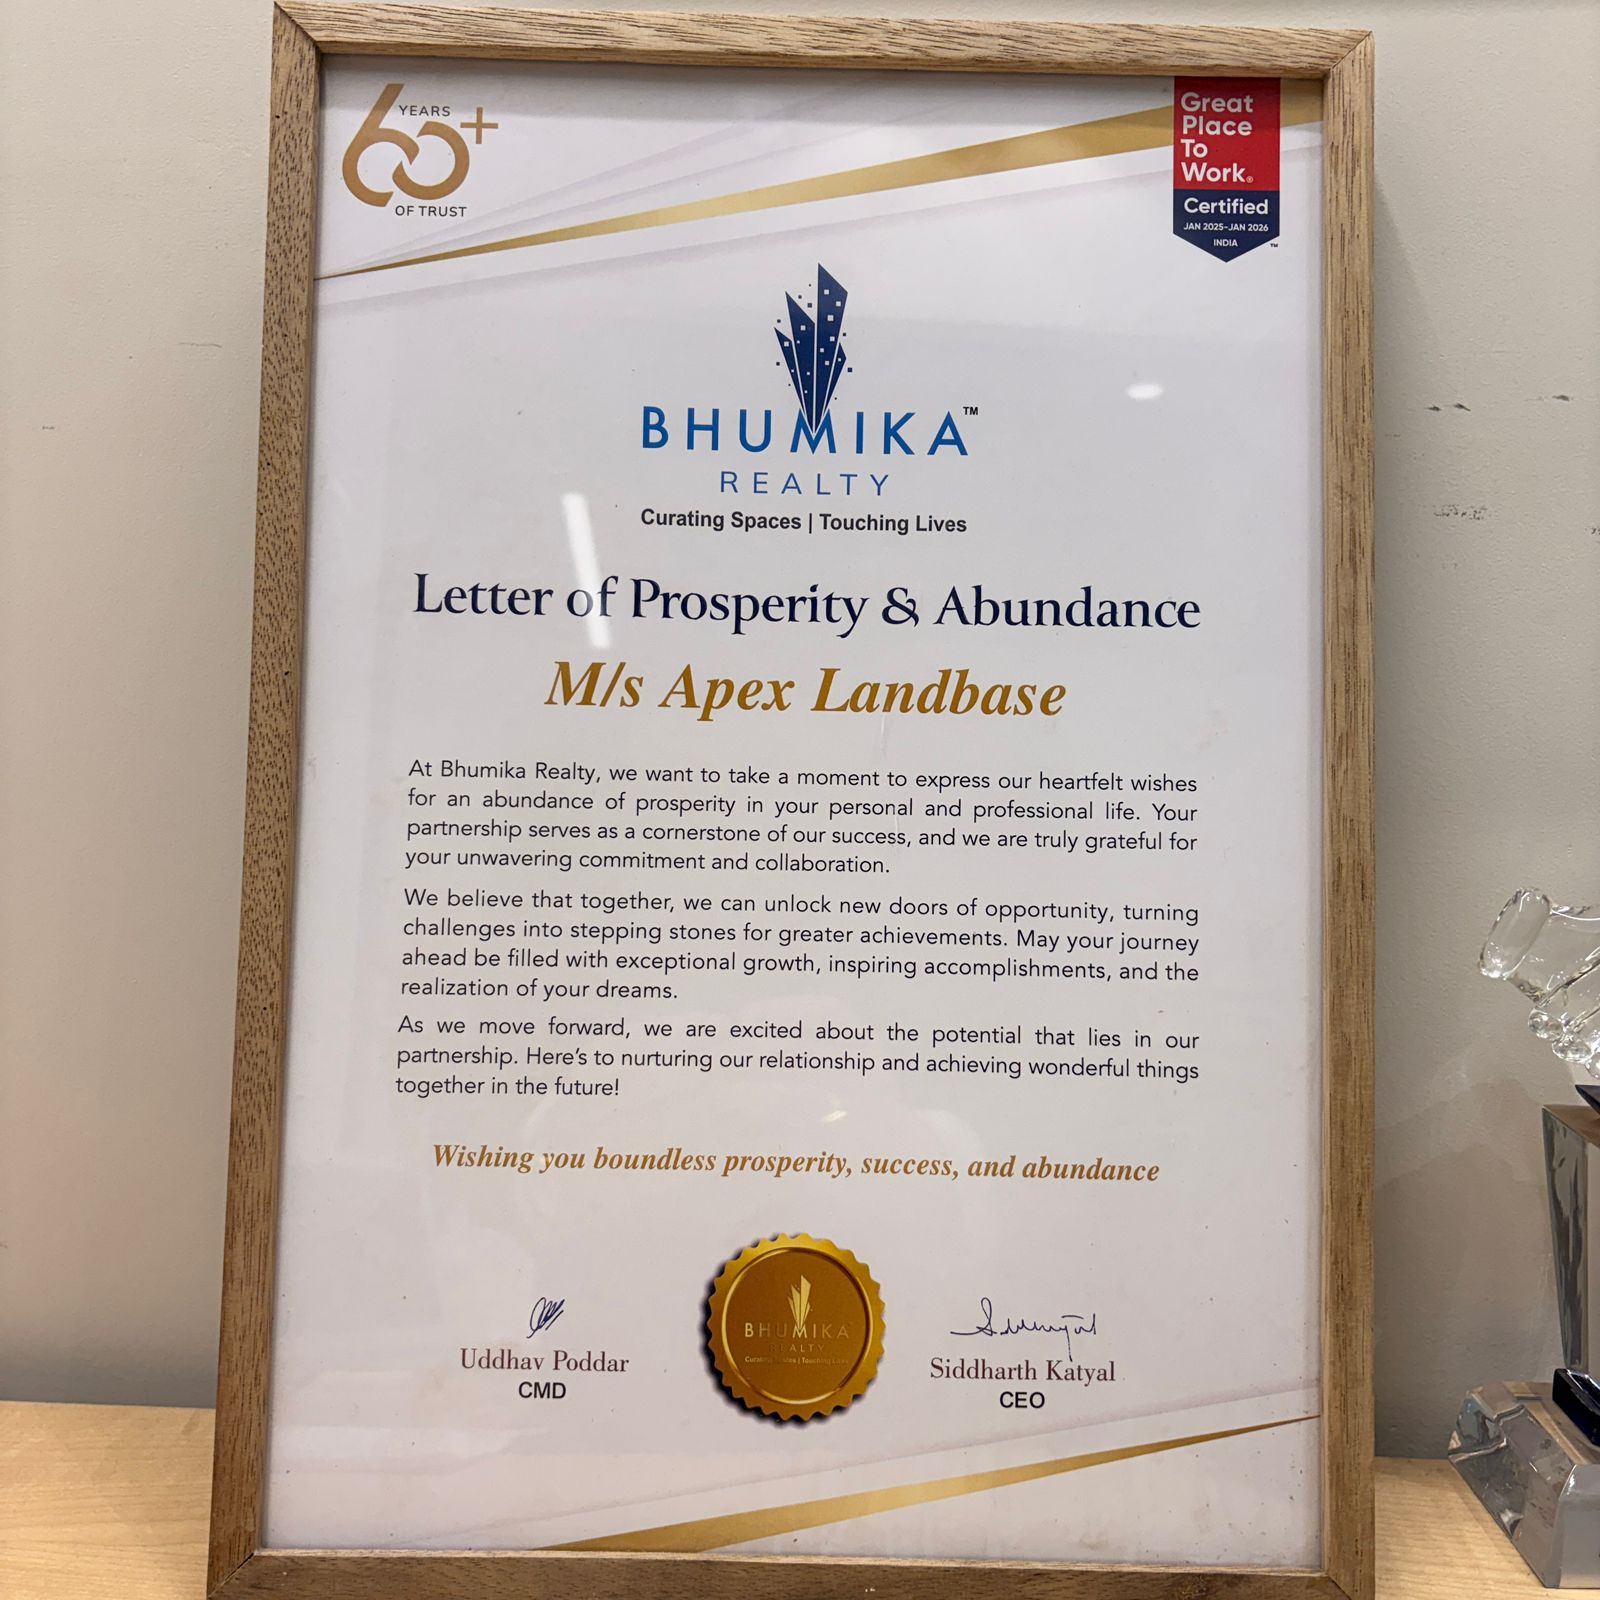 60+
YEARS
OF TRUST
Great
Place
To
Work®
Certified
JAN 2025-JAN 2026
INDIA
TM
BHUMIKA™
REALTY
Curating Spaces | Touching Lives
Letter of Prosperity & Abundance
M/s Apex Landbase
At Bhumika Realty, we want to take a moment to express our heartfelt wishes
for an abundance of prosperity in your personal and professional life. Your
partnership serves as a cornerstone of our success, and we are truly grateful for
your unwavering commitment and collaboration.
We believe that together, we can unlock new doors of opportunity, turning
challenges into stepping stones for greater achievements. May your journey
ahead be filled with exceptional growth, inspiring accomplishments, and the
realization of your dreams.
As we move forward, we are excited about the potential that lies in our
partnership. Here's to nurturing our relationship and achieving wonderful things
together in the future!
Wishing you boundless prosperity, success, and abundance
BHUMIKA
REALTY
Curating Spaces | Touching Lives
Uddhav Poddar
CMD
Siddharth Katyal
CEO